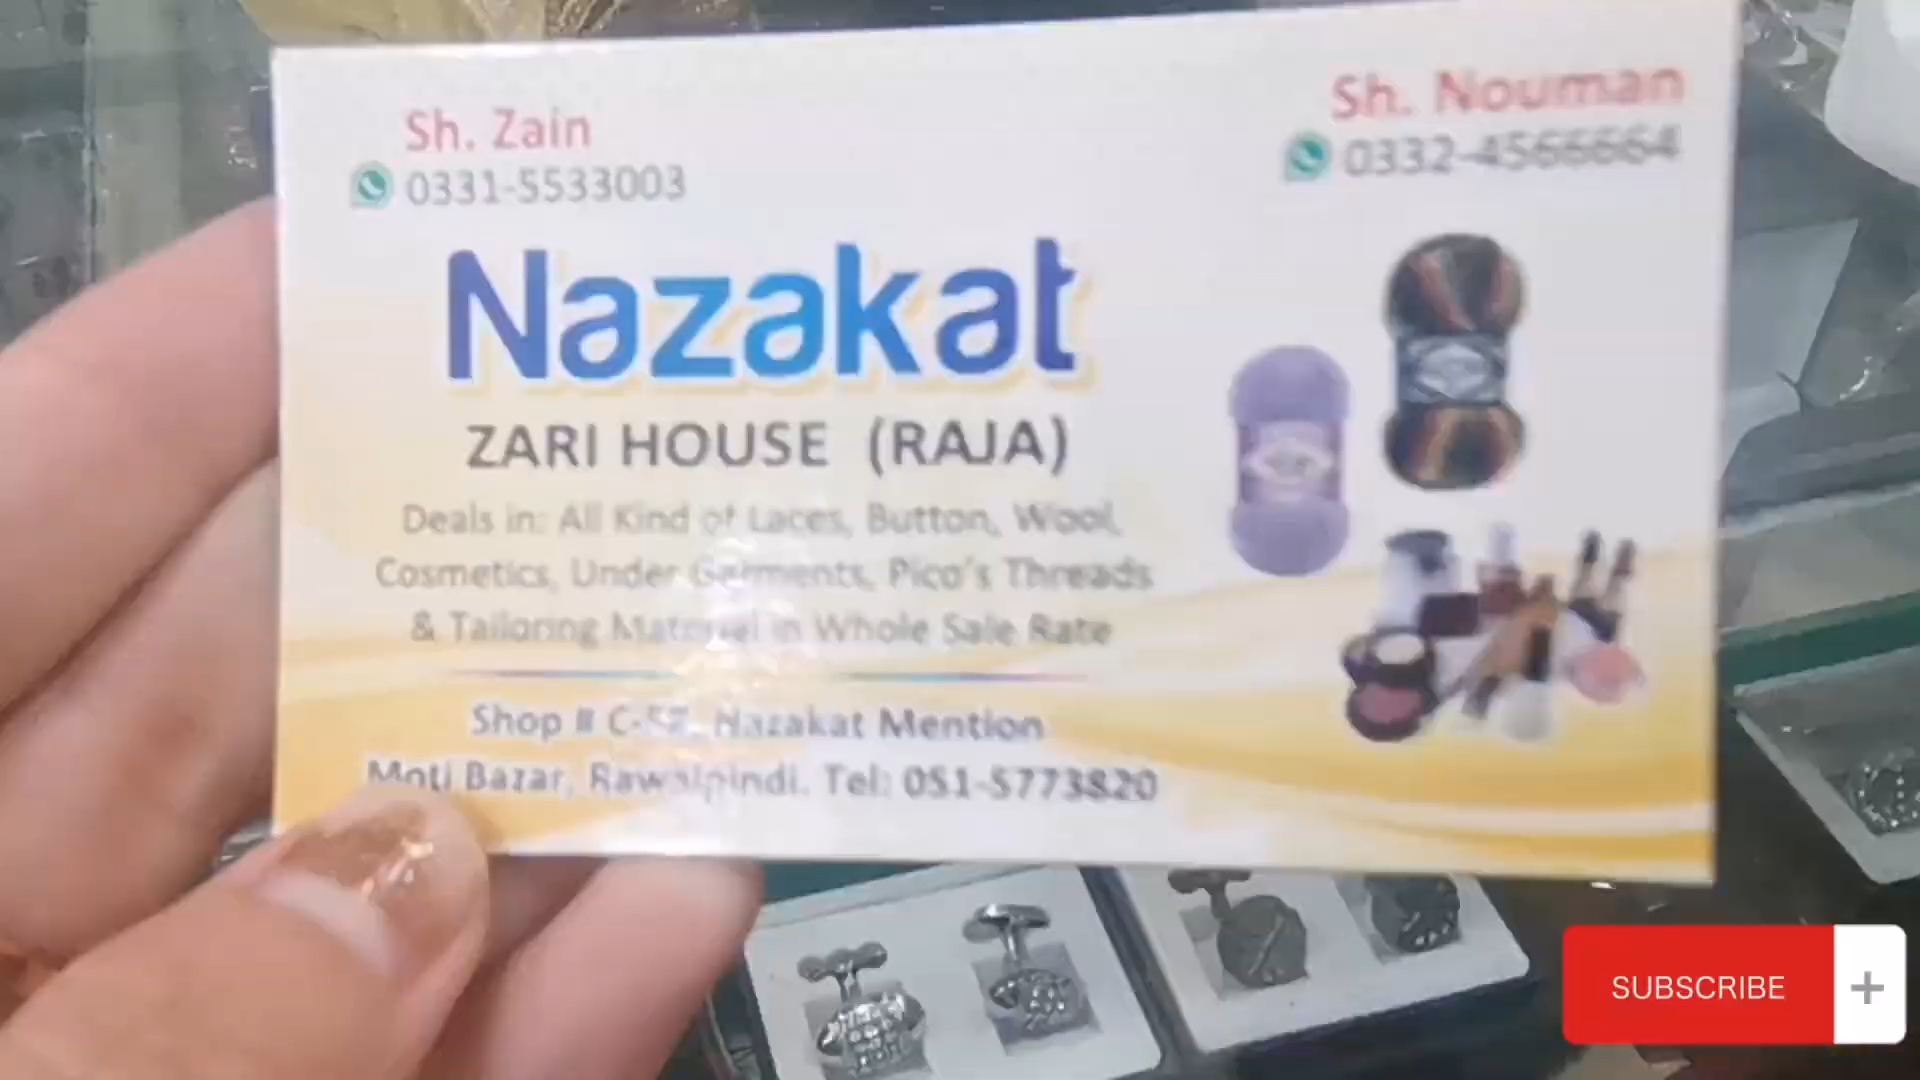 Sh. Zain
0331-5533003
Sh. Nouman
0332-4566664
Nazakat
ZARI HOUSE (RAJA)
Deals in: All Kind of Laces, Button, Wool,
Cosmetics, Under Garments, Pico's Threads
& Tailoring Material in Whole Sale Rate
Shop # Nazakat Mention
Moti Bazar, Rawalpindi. Tel: 051-5773820
SUBSCRIBE +